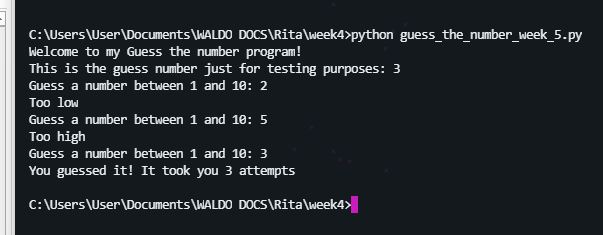 C:\Users\User\Documents\WALDO DOCS\Rita\week4>python guess_the_number_week_5.py
Welcome to my Guess the number program!
This is the guess number just for testing purposes: 3
Guess a number between 1 and 10: 2
Too low
Guess a number between 1 and 10: 5
Too high
Guess a number between 1 and 10: 3
You guessed it! It took you 3 attempts
C:\Users\User\Documents\WALDO DOCS\Rita\week4>